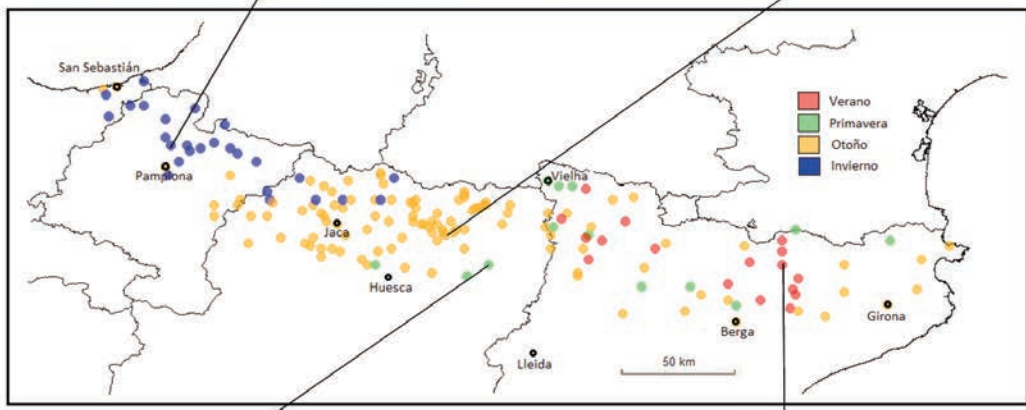 San Sebastián
Pamplona
Jaca
Huesca
Vielha
Lleida
Berga
Girona
Verano
Primavera
Otoño
Invierno
50 km